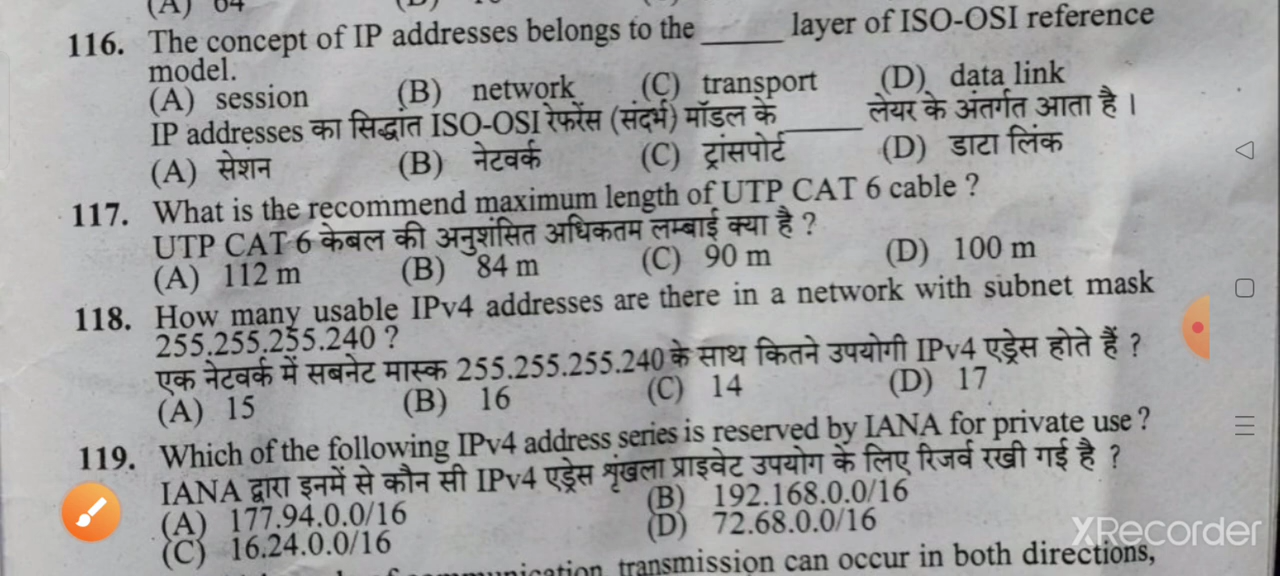 (A) 64
116. The concept of IP addresses belongs to the _____ layer of ISO-OSI reference
model.
(A) session (B) network (C) transport (D) data link
IP addresses का सिद्धांत ISO-OSI रेफरेंस (संदर्भ) मॉडल के _____ लेयर के अंतर्गत आता है ।
(A) सेशन (B) नेटवर्क (C) ट्रांसपोर्ट (D) डाटा लिंक
117. What is the recommend maximum length of UTP CAT 6 cable ?
UTP CAT 6 केबल की अनुशंसित अधिकतम लम्बाई क्या है ?
(A) 112 m (B) 84 m (C) 90 m (D) 100 m
118. How many usable IPv4 addresses are there in a network with subnet mask
255.255.255.240 ?
एक नेटवर्क में सबनेट मास्क 255.255.255.240 के साथ कितने उपयोगी IPv4 एड्रेस होते हैं ?
(A) 15 (B) 16 (C) 14 (D) 17
119. Which of the following IPv4 address series is reserved by IANA for private use ?
IANA द्वारा इनमें से कौन सी IPv4 एड्रेस श्रृंखला प्राइवेट उपयोग के लिए रिजर्व रखी गई है ?
(A) 177.94.0.0/16 (B) 192.168.0.0/16
(C) 16.24.0.0/16 (D) 72.68.0.0/16
transmission can occur in both directions,
XRecorder